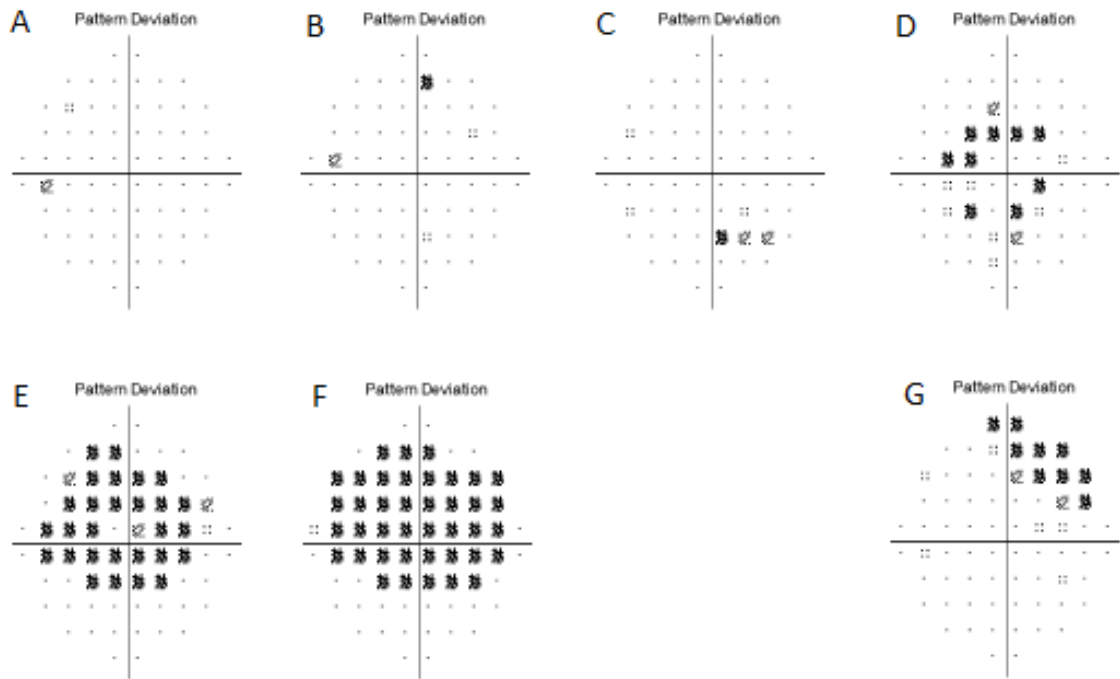 A
Pattern Deviation
B
Pattern Deviation
C
Pattern Deviation
D
Pattern Deviation
E
Pattern Deviation
F
Pattern Deviation
G
Pattern Deviation